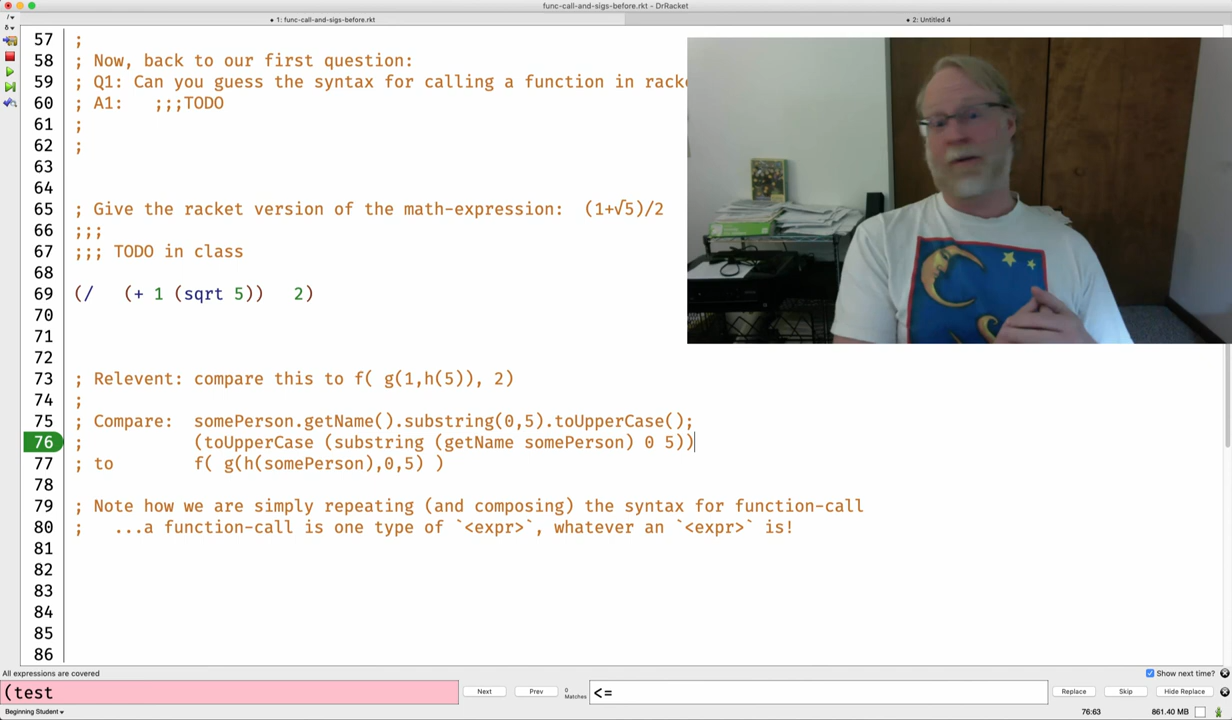 func-call-and-sigs-before.rkt - DrRacket
• 1: func-call-and-sigs-before.rkt
• 2: Untitled 4
57 ;
58 ; Now, back to our first question:
59 ; Q1: Can you guess the syntax for calling a function in racke
60 ; A1: ;;;TODO
61 ;
62 ;
63
64
65 ; Give the racket version of the math-expression: (1+√5)/2
66 ;;;
67 ;;; TODO in class
68
69 (/ (+ 1 (sqrt 5)) 2)
70
71
72
73 ; Relevent: compare this to f( g(1,h(5)), 2)
74 ;
75 ; Compare: somePerson.getName().substring(0,5).toUpperCase();
76 ; (toUpperCase (substring (getName somePerson) 0 5))
77 ; to f( g(h(somePerson),0,5) )
78
79 ; Note how we are simply repeating (and composing) the syntax for function-call
80 ; ...a function-call is one type of `<expr>`, whatever an `<expr>` is!
81
82
83
84
85
86
All expressions are covered
Show next time?
(test
Next
Prev
0 Matches
<=
Replace
Skip
Hide Replace
Beginning Student
76:63
861.40 MB